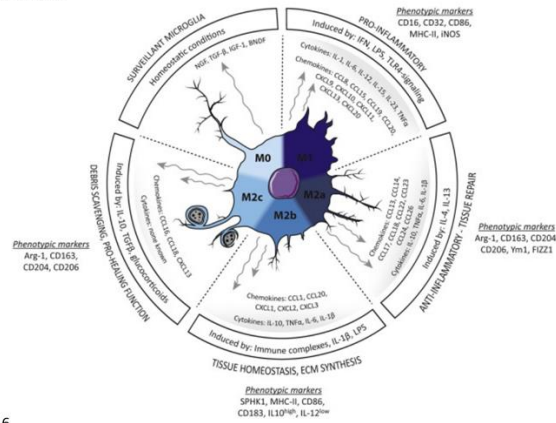 Phenotypic markers
CD16, CD32, CD86,
MHC-II, iNOS
PRO-INFLAMMATORY
Induced by: IFN, LPS, TLR4-signaling
Cytokines: IL-1, IL-6, IL-12, IL-15, IL-23, TNFα
Chemokines: CCL8, CCL15, CCL19, CCL20,
CXCL9, CXCL10, CXCL11,
CXCL13, CXCL20
SURVEILLANT MICROGLIA
Homeostatic conditions
NGF, TGF-β, IGF-1, BNDF
M0
M1
M2a
M2b
M2c
DEBRIS SCAVENGING, PRO-HEALING FUNCTION
Induced by: IL-10, TGFβ, glucorticoids
Chemokines: CCL16, CCL18, CXCL13
Cytokines: none known
Phenotypic markers
Arg-1, CD163,
CD204, CD206
ANTI-INFLAMMATORY - TISSUE REPAIR
Induced by: IL-4, IL-13
Chemokines: CCL13, CCL14,
CCL17, CCL18, CCL22, CCL23
CCL24, CCL26
Cytokines: IL-10, TNFα, IL-6, IL-1β
Phenotypic markers
Arg-1, CD163, CD204
CD206, Ym1, FIZZ1
Chemokines: CCL1, CCL20,
CXCL1, CXCL2, CXCL3
Cytokines: IL-10, TNFα, IL-6, IL-1β
Induced by: Immune complexes, IL-1β, LPS
TISSUE HOMEOSTASIS, ECM SYNTHESIS
Phenotypic markers
SPHK1, MHC-II, CD86,
CD183, IL10high, IL-12low
6